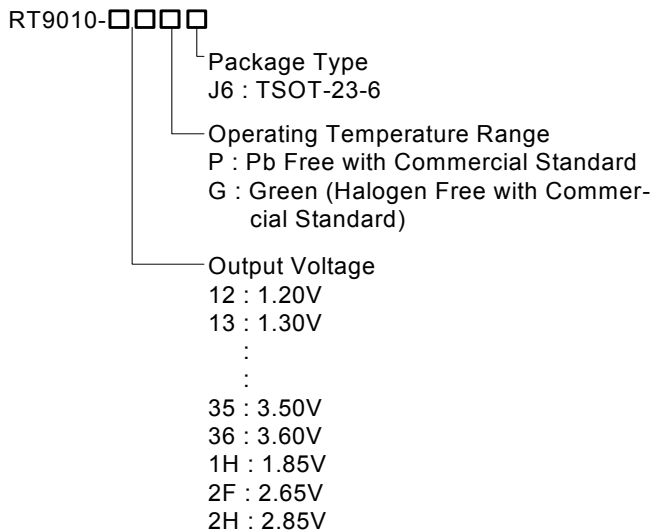 RT9010-□□□□
Package Type
J6 : TSOT-23-6
Operating Temperature Range
P : Pb Free with Commercial Standard
G : Green (Halogen Free with Commer-
cial Standard)
Output Voltage
12 : 1.20V
13 : 1.30V
:
:
35 : 3.50V
36 : 3.60V
1H : 1.85V
2F : 2.65V
2H : 2.85V